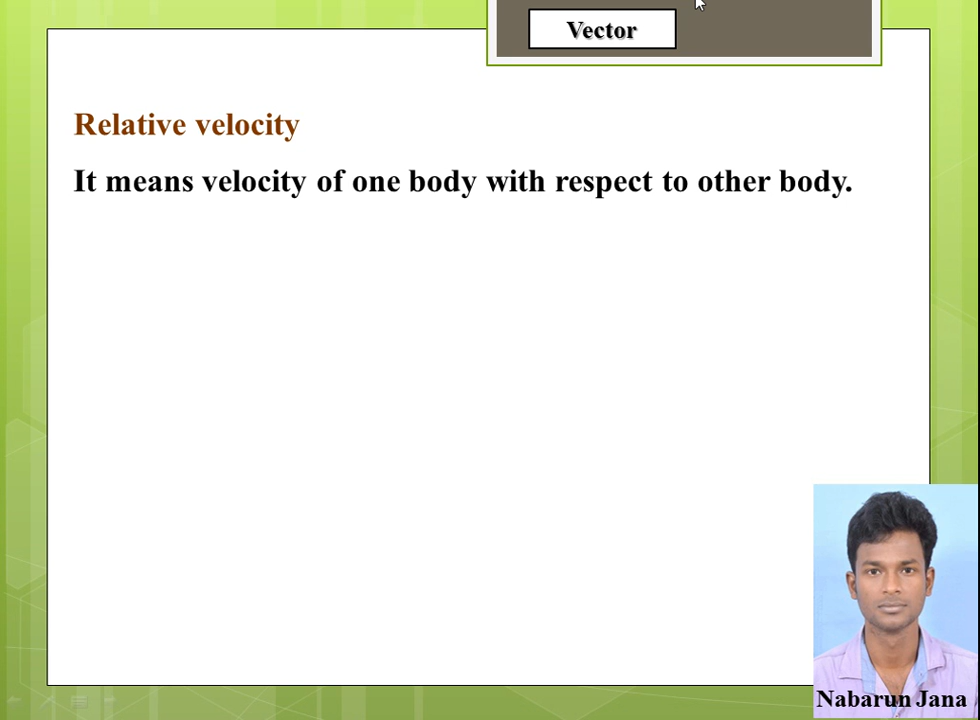 Vector
Relative velocity
It means velocity of one body with respect to other body.
Nabarun Jana